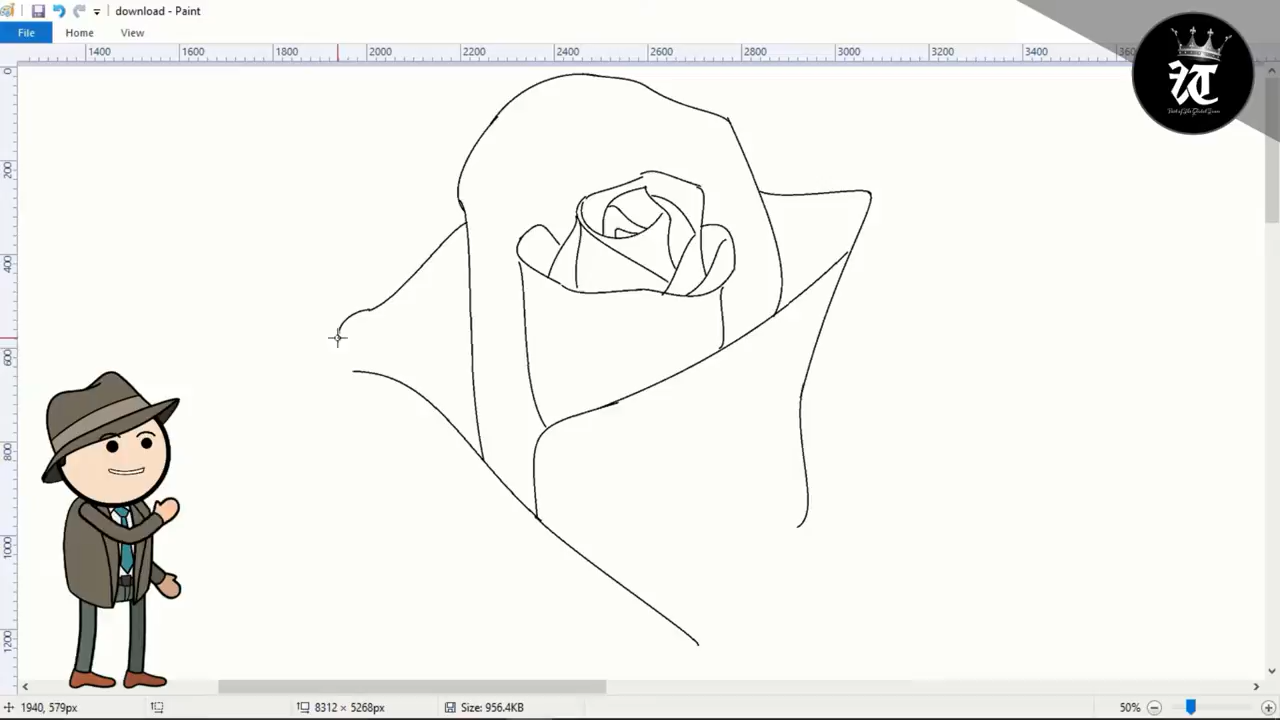 download - Paint
File Home View
1400 1600 1800 2000 2200 2400 2600 2800 3000 3200 3400
0
200
400
600
800
1000
1200
1940, 579px 8312 × 5268px Size: 956.4KB 50%